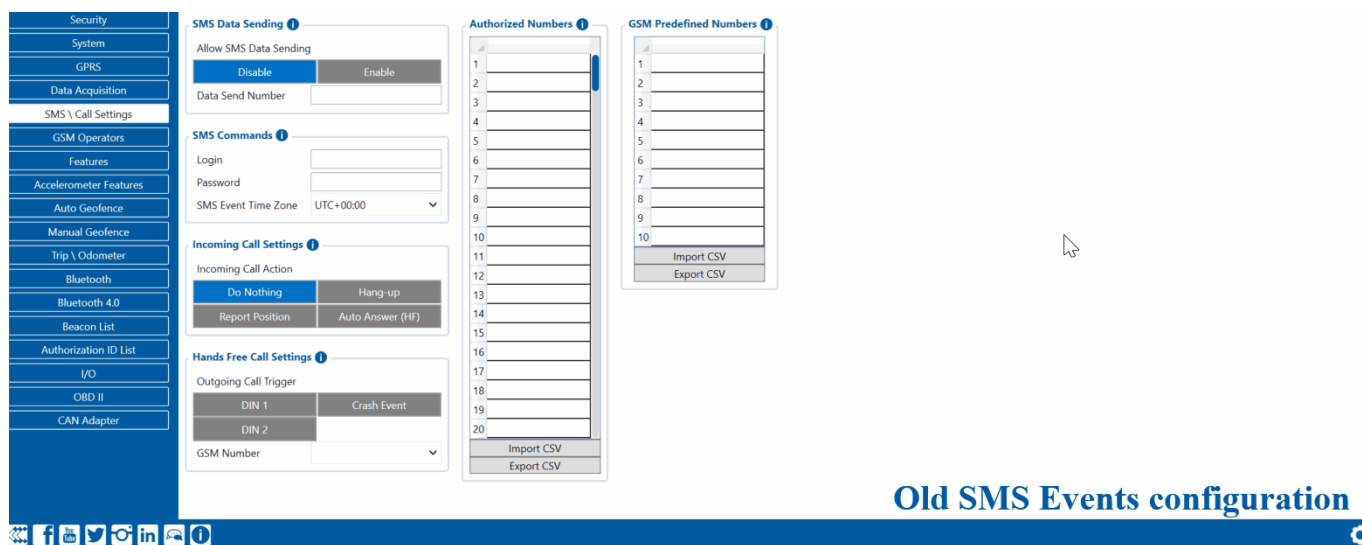 Security
System
GPRS
Data Acquisition
SMS \ Call Settings
GSM Operators
Features
Accelerometer Features
Auto Geofence
Manual Geofence
Trip \ Odometer
Bluetooth
Bluetooth 4.0
Beacon List
Authorization ID List
I/O
OBD II
CAN Adapter
SMS Data Sending i
Allow SMS Data Sending
Disable Enable
Data Send Number
SMS Commands i
Login
Password
SMS Event Time Zone UTC+00:00
Incoming Call Settings i
Incoming Call Action
Do Nothing Hang-up
Report Position Auto Answer (HF)
Hands Free Call Settings i
Outgoing Call Trigger
DIN 1 Crash Event
DIN 2
GSM Number
Authorized Numbers i
1
2
3
4
5
6
7
8
9
10
11
12
13
14
15
16
17
18
19
20
Import CSV
Export CSV
GSM Predefined Numbers i
1
2
3
4
5
6
7
8
9
10
Import CSV
Export CSV
Old SMS Events configuration
f You Tube in i